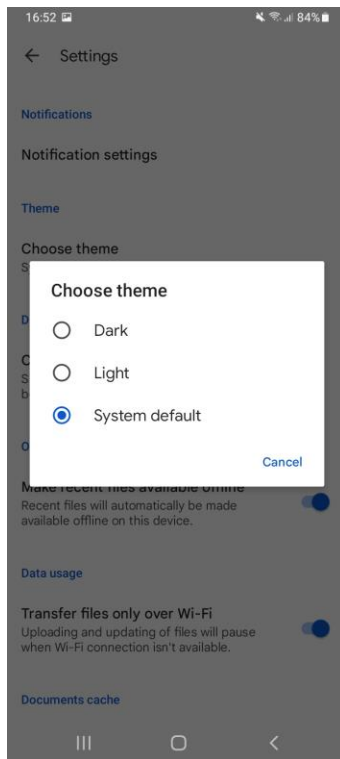 16:52
84%
Settings
Notifications
Notification settings
Theme
Choose theme
S
Choose theme
Dark
D
Light
C
S
b
System default
O
Cancel
Make recent files available offline
Recent files will automatically be made
available offline on this device.
Data usage
Transfer files only over Wi-Fi
Uploading and updating of files will pause
when Wi-Fi connection isn't available.
Documents cache